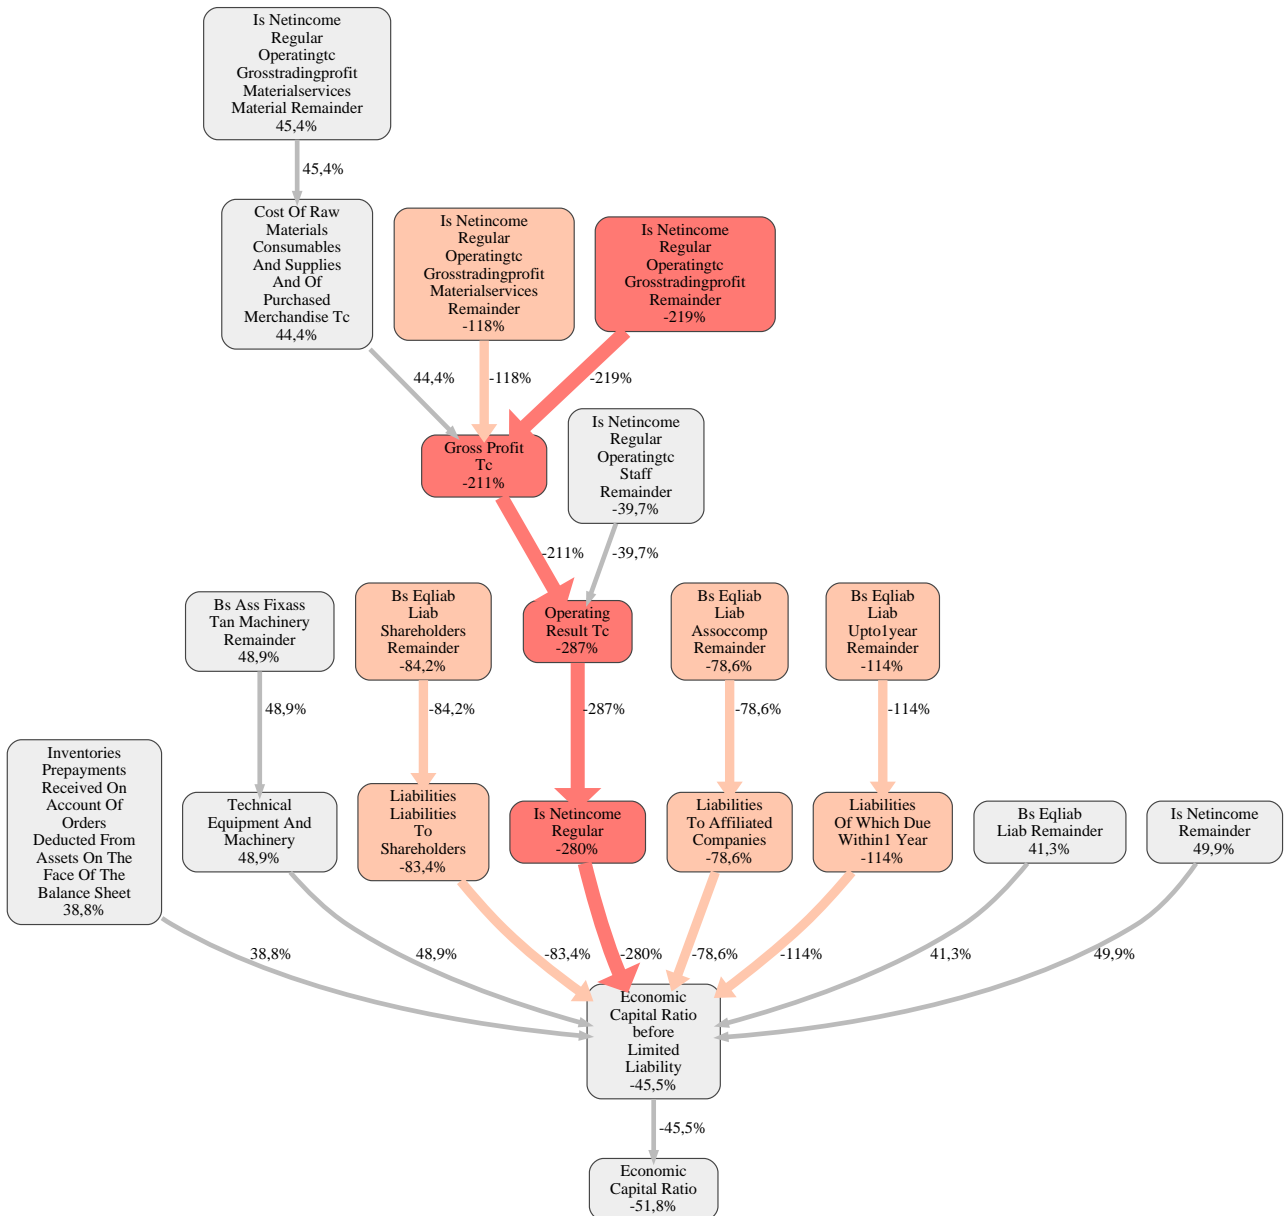 Is Netincome
Regular
Operatingtc
Grosstradingprofit
Materialservices
Material Remainder
45,4%
45,4%
Cost Of Raw
Materials
Consumables
And Supplies
And Of
Purchased
Merchandise Tc
44,4%
Is Netincome
Regular
Operatingtc
Grosstradingprofit
Materialservices
Remainder
-118%
Is Netincome
Regular
Operatingtc
Grosstradingprofit
Remainder
-219%
44,4%
-118%
-219%
Gross Profit
Tc
-211%
Is Netincome
Regular
Operatingtc
Staff
Remainder
-39,7%
-211%
-39,7%
Bs Ass Fixass
Tan Machinery
Remainder
48,9%
Bs Eqliab
Liab
Shareholders
Remainder
-84,2%
Operating
Result Tc
-287%
Bs Eqliab
Liab
Assoccomp
Remainder
-78,6%
Bs Eqliab
Liab
Upto1year
Remainder
-114%
48,9%
-84,2%
-287%
-78,6%
-114%
Inventories
Prepayments
Received On
Account Of
Orders
Deducted From
Assets On The
Face Of The
Balance Sheet
38,8%
Technical
Equipment And
Machinery
48,9%
Liabilities
Liabilities
To
Shareholders
-83,4%
Is Netincome
Regular
-280%
Liabilities
To Affiliated
Companies
-78,6%
Liabilities
Of Which Due
Within1 Year
-114%
Bs Eqliab
Liab Remainder
41,3%
Is Netincome
Remainder
49,9%
38,8%
48,9%
-83,4%
-280%
-78,6%
-114%
41,3%
49,9%
Economic
Capital Ratio
before
Limited
Liability
-45,5%
-45,5%
Economic
Capital Ratio
-51,8%